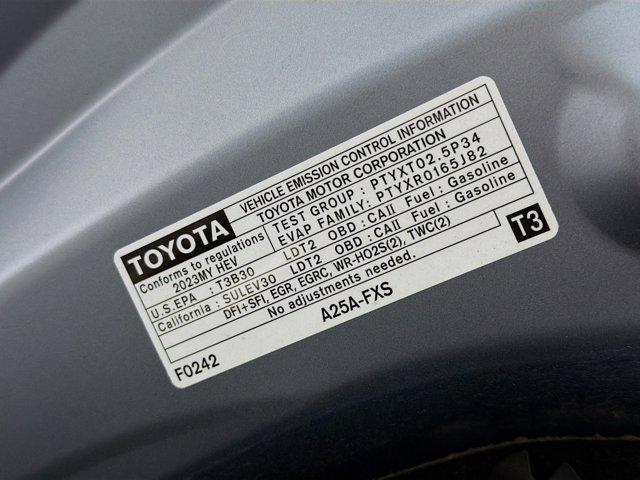 TOYOTA
VEHICLE EMISSION CONTROL INFORMATION
TOYOTA MOTOR CORPORATION
Conforms to regulations
2023MY HEV
TEST GROUP : PTYXT02.5P34
EVAP FAMILY: PTYXR0165J82
U.S.EPA : T3B30 LDT2 OBD : CAII Fuel : Gasoline
California : SULEV30 LDT2 OBD : CAII Fuel : Gasoline
DFI+SFI, EGR, EGRC, WR-HO2S(2), TWC(2)
No adjustments needed.
T3
F0242
A25A-FXS